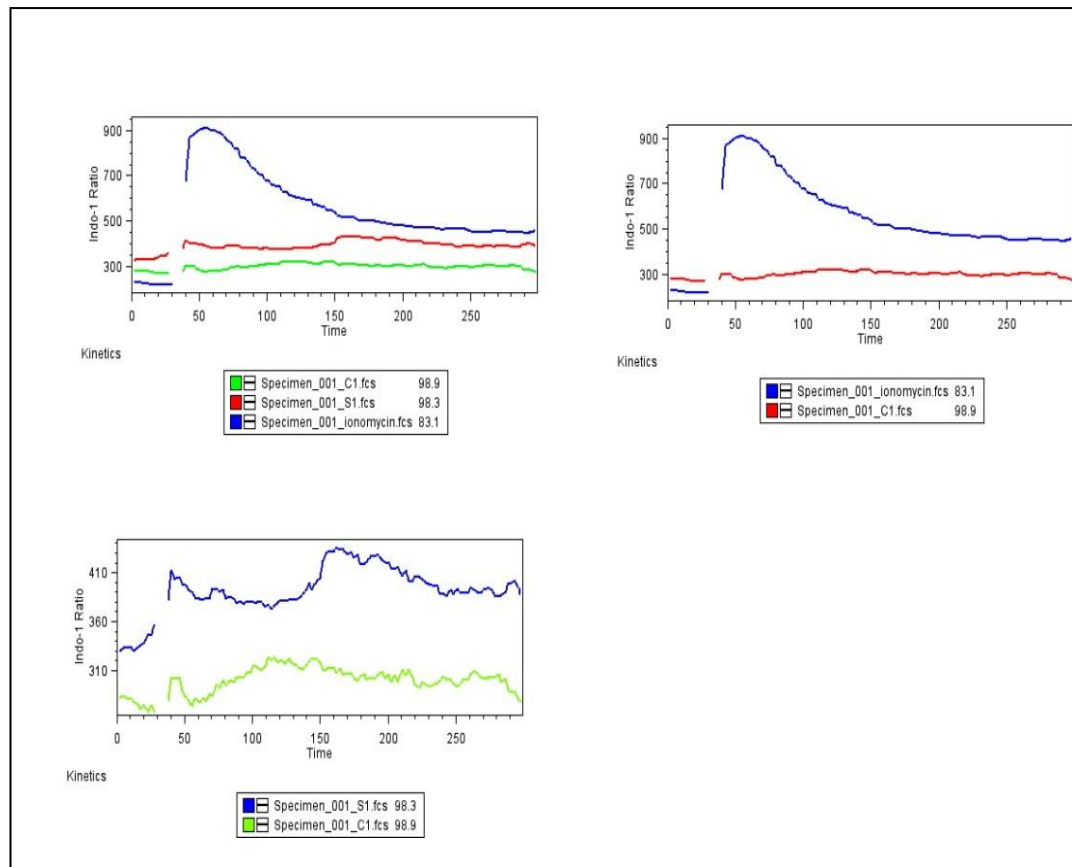 Indo-1 Ratio
900
700
500
300
0 50 100 150 200 250
Time
Kinetics
Specimen_001_C1.fcs 98.9
Specimen_001_S1.fcs 98.3
Specimen_001_ionomycin.fcs 83.1
Indo-1 Ratio
900
700
500
300
0 50 100 150 200 250
Time
Kinetics
Specimen_001_ionomycin.fcs 83.1
Specimen_001_C1.fcs 98.9
Indo-1 Ratio
410
360
310
0 50 100 150 200 250
Time
Kinetics
Specimen_001_S1.fcs 98.3
Specimen_001_C1.fcs 98.9